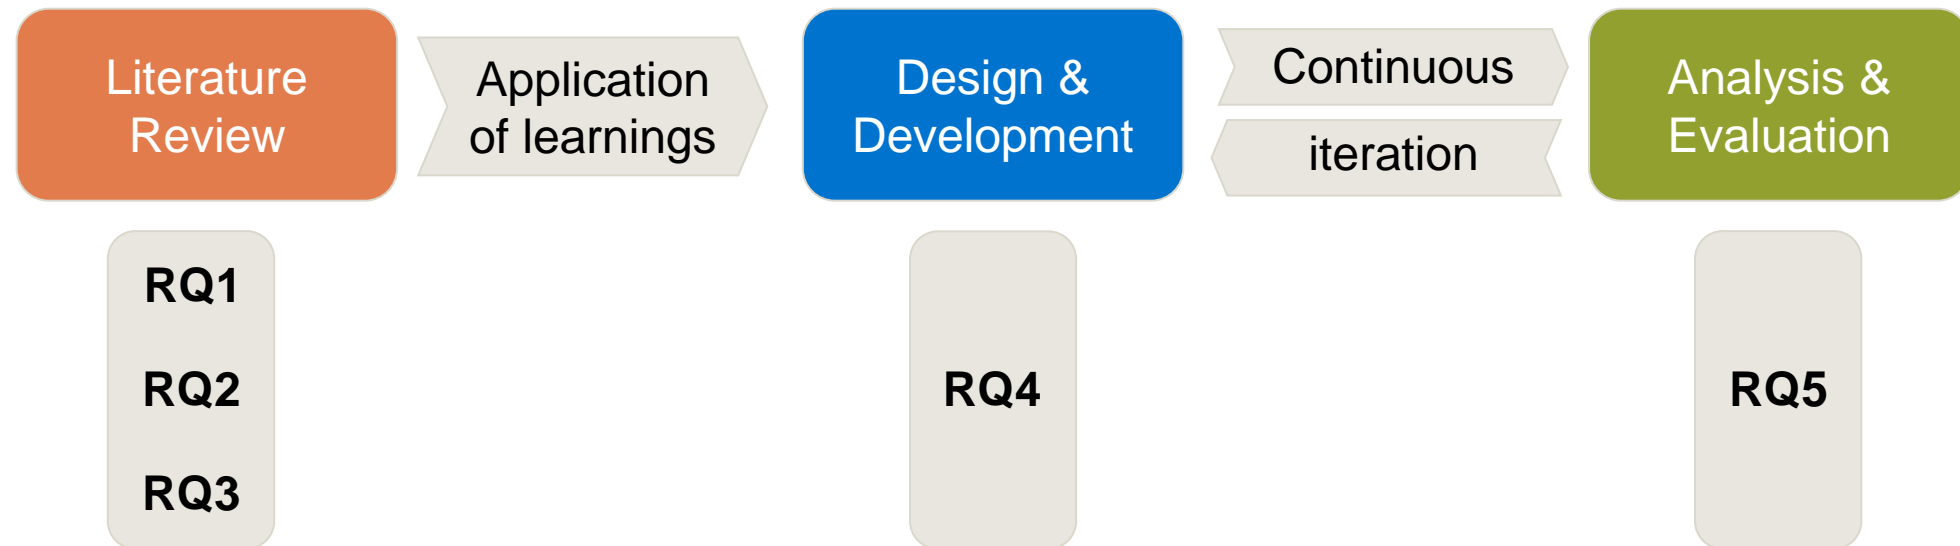 Literature
Review
Application
of learnings
Design &
Development
Continuous
iteration
Analysis &
Evaluation
RQ1
RQ2
RQ3
RQ4
RQ5